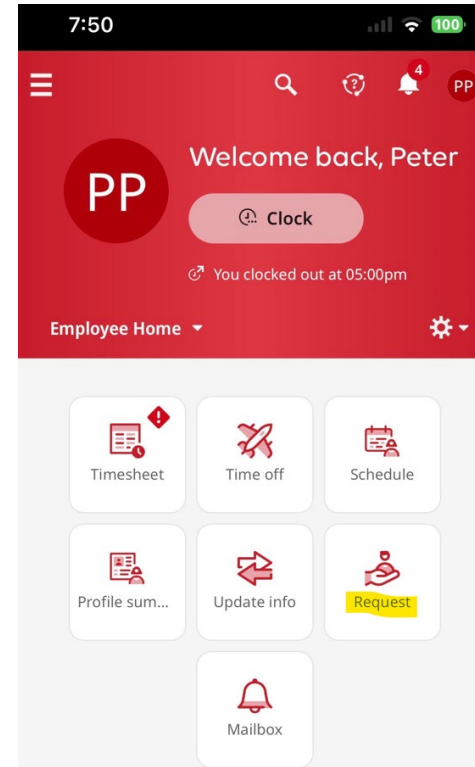 7:50
100
4
PP
PP
Welcome back, Peter
Clock
You clocked out at 05:00pm
Employee Home
Timesheet
Time off
Schedule
Profile sum...
Update info
Request
Mailbox